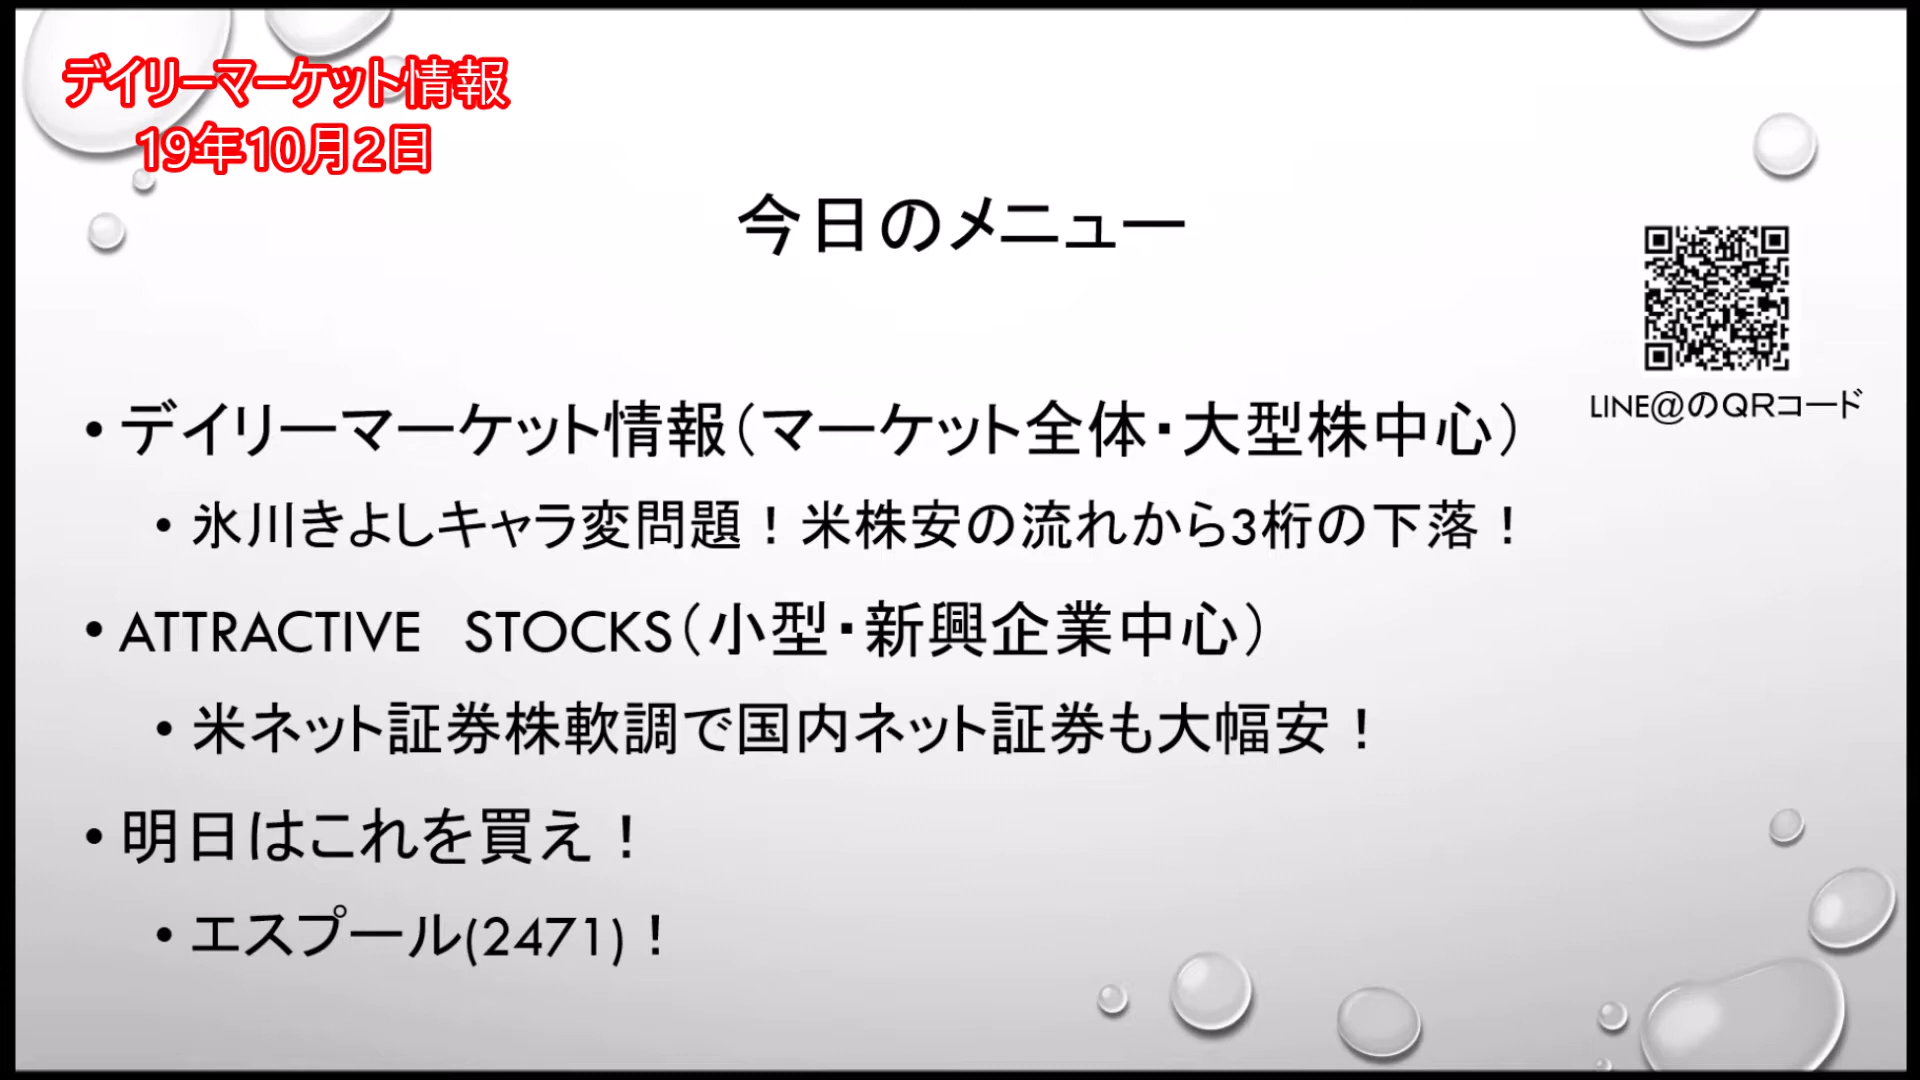 デイリーマーケット情報
19年10月2日
今日のメニュー
LINE@のQRコード
• デイリーマーケット情報（マーケット全体・大型株中心）
• 氷川きよしキャラ変問題！米株安の流れから3桁の下落！
• ATTRACTIVE　STOCKS（小型・新興企業中心）
• 米ネット証券株軟調で国内ネット証券も大幅安！
• 明日はこれを買え！
• エスプール(2471)！